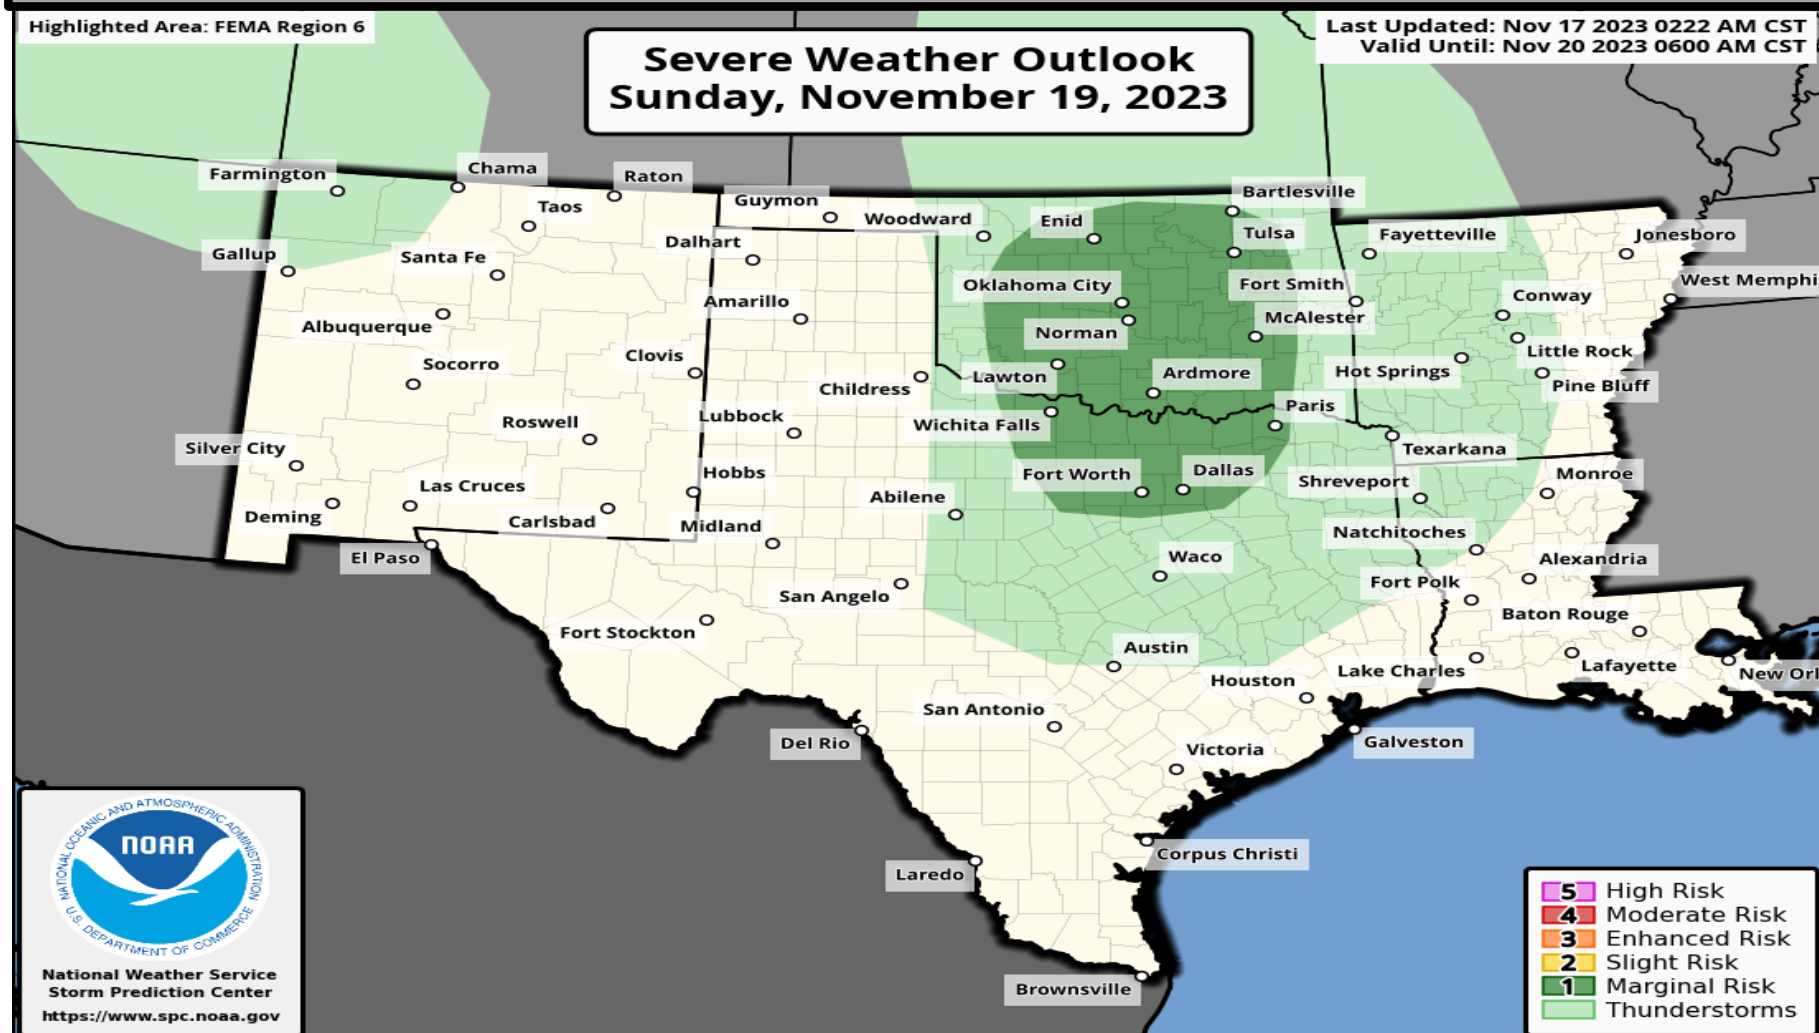 Highlighted Area: FEMA Region 6
Severe Weather Outlook
Sunday, November 19, 2023
Last Updated: Nov 17 2023 0222 AM CST
Valid Until: Nov 20 2023 0600 AM CST
Farmington
Chama
Raton
Taos
Guymon
Woodward
Enid
Bartlesville
Tulsa
Fayetteville
Jonesboro
Gallup
Santa Fe
Dalhart
Oklahoma City
Fort Smith
Conway
West Memphi
Albuquerque
Amarillo
Norman
McAlester
Little Rock
Socorro
Clovis
Childress
Lawton
Ardmore
Hot Springs
Pine Bluff
Roswell
Lubbock
Wichita Falls
Paris
Texarkana
Silver City
Hobbs
Fort Worth
Dallas
Shreveport
Monroe
Las Cruces
Abilene
Deming
Carlsbad
Midland
Natchitoches
El Paso
Waco
Alexandria
San Angelo
Fort Polk
Baton Rouge
Fort Stockton
Austin
Houston
Lake Charles
Lafayette
New Orl
San Antonio
Del Rio
Victoria
Galveston
Laredo
Corpus Christi
Brownsville
NATIONAL OCEANIC AND ATMOSPHERIC ADMINISTRATION
NOAA
U.S. DEPARTMENT OF COMMERCE
National Weather Service
Storm Prediction Center
https://www.spc.noaa.gov
5 High Risk
4 Moderate Risk
3 Enhanced Risk
2 Slight Risk
1 Marginal Risk
Thunderstorms